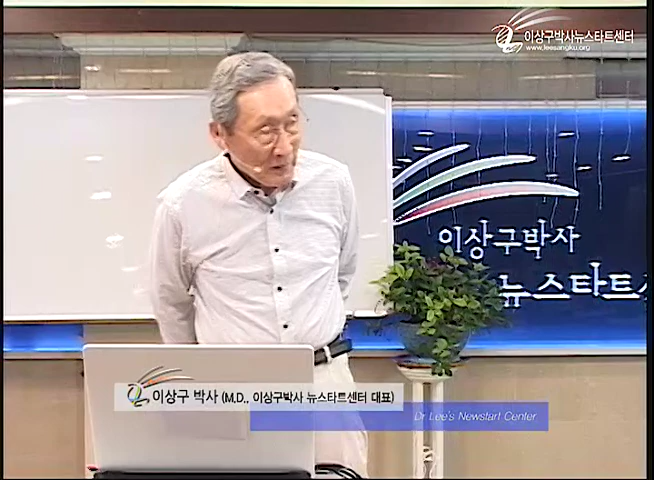 이상구박사뉴스타트센터
www.leesangku.org
이상구박사
뉴스타트
이상구 박사 (M.D., 이상구박사 뉴스타트센터 대표)
Dr Lee's Newstart Center